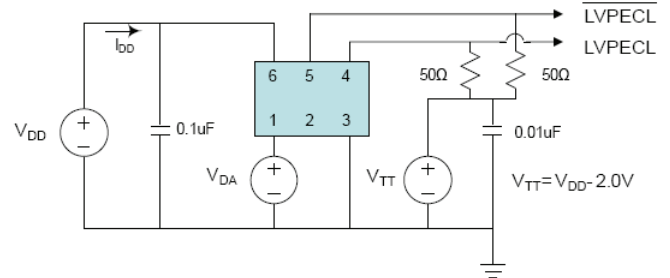 LVPECL
LVPECL
I_DD
6 5 4
50Ω 50Ω
1 2 3
V_DD
0.1uF
0.01uF
V_DA
V_TT
V_TT=V_DD-2.0V